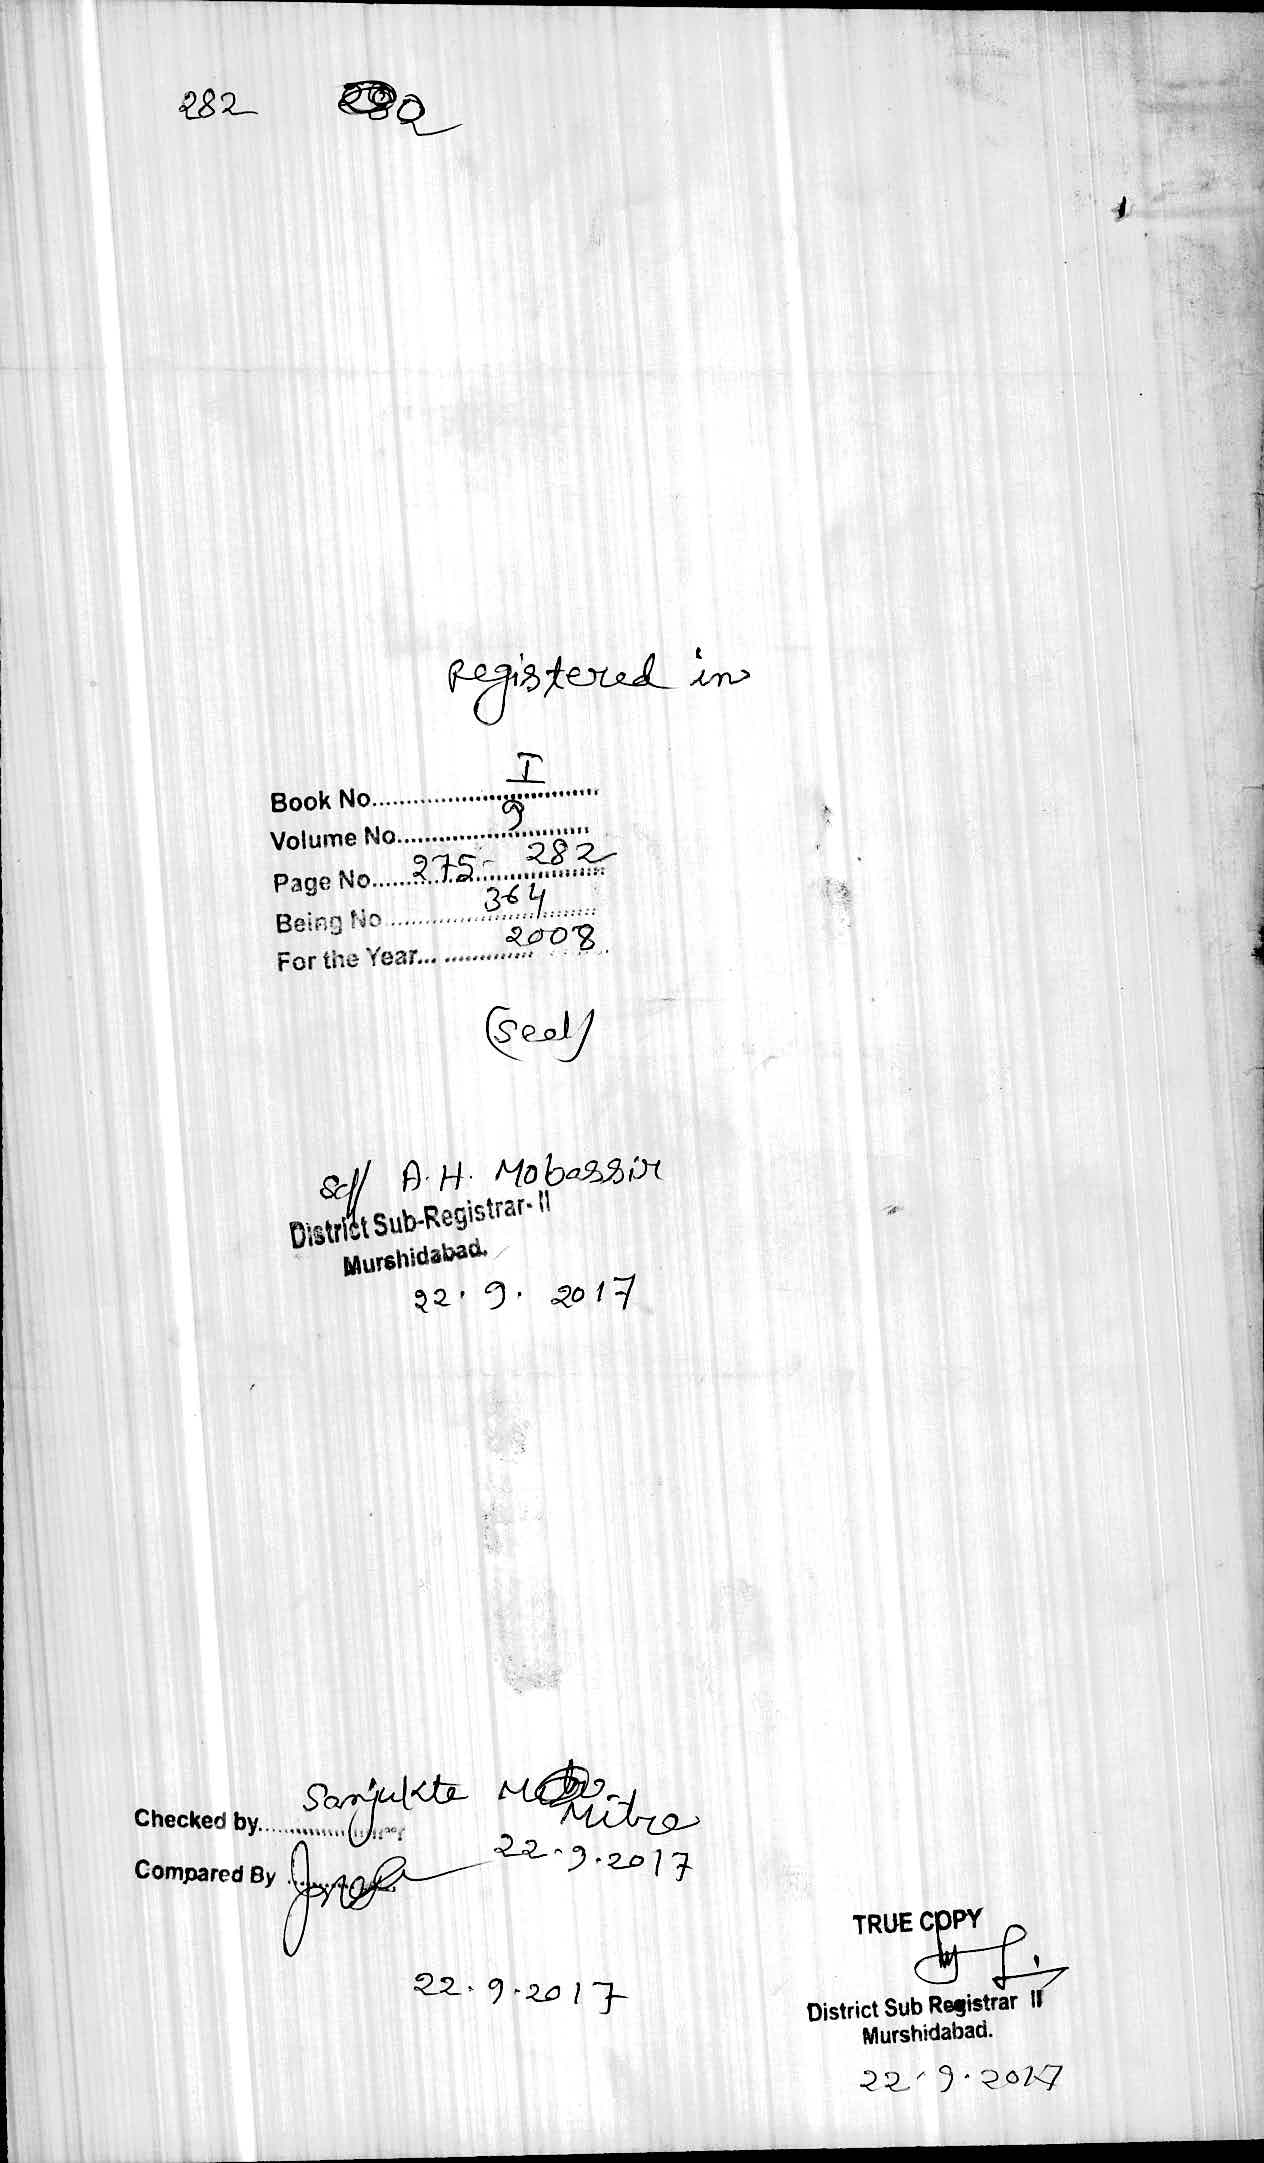 282
Registered in
Book No. I
Volume No. 9
Page No. 275 - 282
Being No. 364
For the Year... 2008
(Seal)
Sd/ A. H. Mobassir
District Sub-Registrar- II
Murshidabad.
22. 9. 2017
Checked by. Sanjukta Mitra
22.9.2017
Compared By
22.9.2017
TRUE COPY
District Sub Registrar II
Murshidabad.
22.9.2017